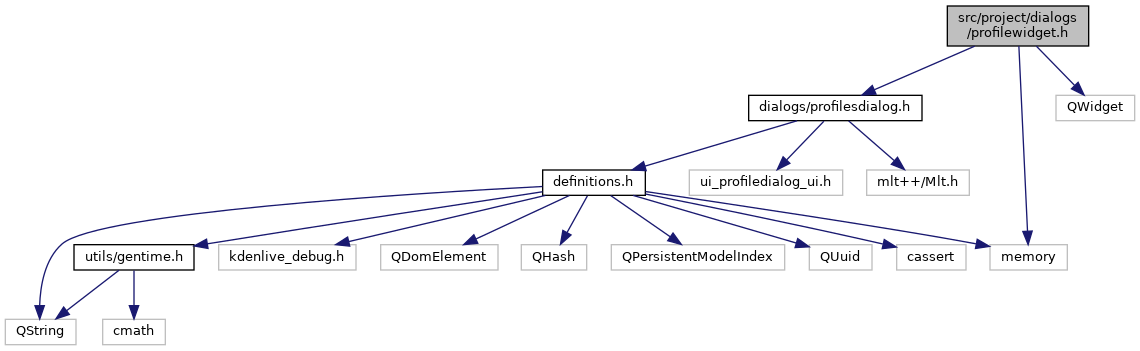 src/project/dialogs
/profilewidget.h
dialogs/profilesdialog.h
QWidget
definitions.h
ui_profiledialog_ui.h
mlt++/Mlt.h
utils/gentime.h
kdenlive_debug.h
QDomElement
QHash
QPersistentModelIndex
QUuid
cassert
memory
QString
cmath